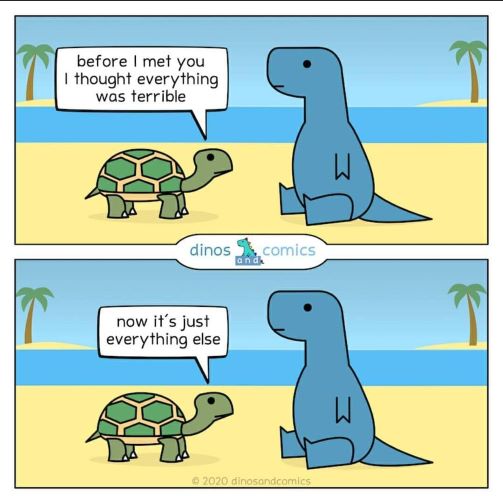 before I met you
I thought everything
was terrible
dinos and comics
now it's just
everything else
© 2020 dinosandcomics